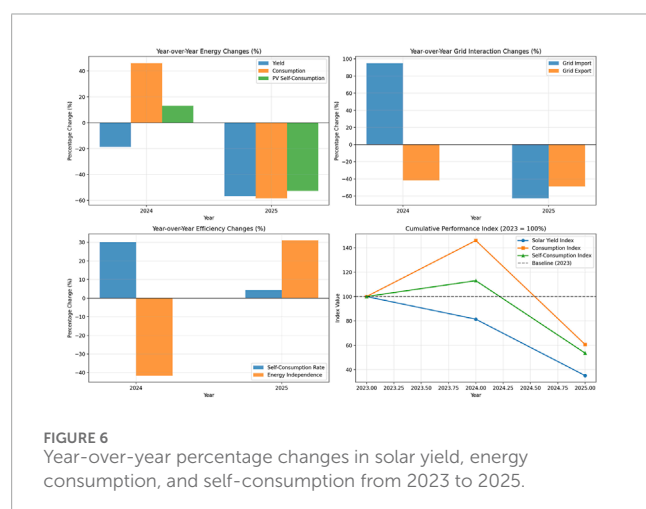 Year-over-Year Energy Changes (%)
Yield
Consumption
PV Self-Consumption
40
20
0
−20
−40
−60
Percentage Change (%)
2024
2025
Year
Year-over-Year Grid Interaction Changes (%)
Grid Import
Grid Export
100
80
60
40
20
0
−20
−40
−60
Percentage Change (%)
2024
2025
Year
Year-over-Year Efficiency Changes (%)
30
20
10
0
−10
−20
−30
−40
Percentage Change (%)
Self-Consumption Rate
Energy Independence
2024
2025
Year
Cumulative Performance Index (2023 = 100%)
Solar Yield Index
Consumption Index
Self-Consumption Index
Baseline (2023)
140
120
100
80
60
40
Index Value
2023.00 2023.25 2023.50 2023.75 2024.00 2024.25 2024.50 2024.75 2025.00
Year
FIGURE 6
Year-over-year percentage changes in solar yield, energy
consumption, and self-consumption from 2023 to 2025.